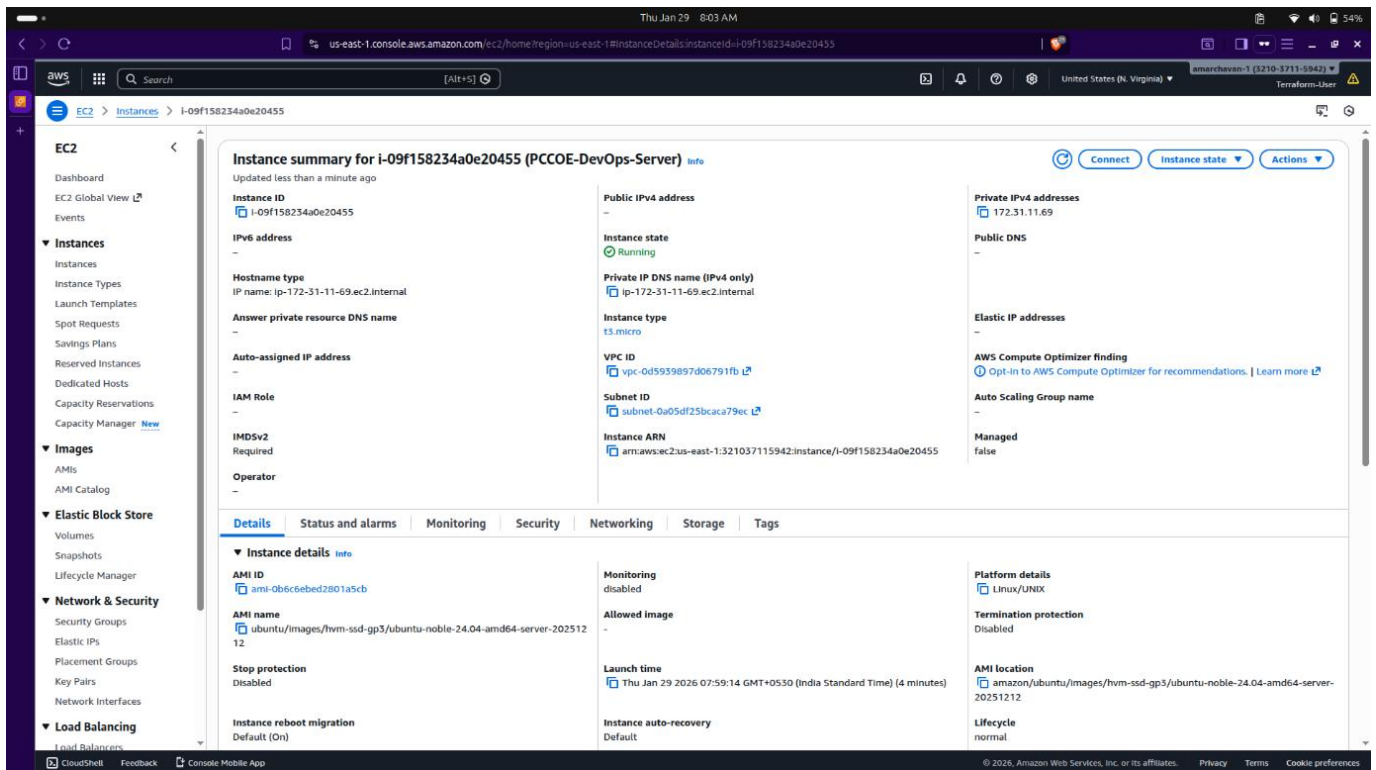 Thu Jan 29 8:03 AM
54%
us-east-1.console.aws.amazon.com/ec2/home?region=us-east-1#InstanceDetails:instanceId=i-09f158234a0e20455
aws
Search
[Alt+S]
United States (N. Virginia) ▼
amarchavan-1 (3210-3711-5942) ▼
Terraform-User
EC2 > Instances > i-09f158234a0e20455
EC2
Dashboard
EC2 Global View
Events
▼ Instances
Instances
Instance Types
Launch Templates
Spot Requests
Savings Plans
Reserved Instances
Dedicated Hosts
Capacity Reservations
Capacity Manager New
▼ Images
AMIs
AMI Catalog
▼ Elastic Block Store
Volumes
Snapshots
Lifecycle Manager
▼ Network & Security
Security Groups
Elastic IPs
Placement Groups
Key Pairs
Network Interfaces
▼ Load Balancing
Load Balancers
Instance summary for i-09f158234a0e20455 (PCCOE-DevOps-Server) Info
Updated less than a minute ago
Connect
Instance state ▼
Actions ▼
Instance ID
i-09f158234a0e20455
Public IPv4 address
–
Private IPv4 addresses
172.31.11.69
IPv6 address
–
Instance state
Running
Public DNS
–
Hostname type
IP name: ip-172-31-11-69.ec2.internal
Private IP DNS name (IPv4 only)
ip-172-31-11-69.ec2.internal
Answer private resource DNS name
–
Instance type
t3.micro
Elastic IP addresses
–
Auto-assigned IP address
–
VPC ID
vpc-0d5939897d06791fb
AWS Compute Optimizer finding
Opt-in to AWS Compute Optimizer for recommendations. | Learn more
IAM Role
–
Subnet ID
subnet-0a05df25bcaca79ec
Auto Scaling Group name
–
IMDSv2
Required
Instance ARN
arn:aws:ec2:us-east-1:321037115942:instance/i-09f158234a0e20455
Managed
false
Operator
–
Details
Status and alarms
Monitoring
Security
Networking
Storage
Tags
▼ Instance details Info
AMI ID
ami-0b6c6ebed2801a5cb
Monitoring
disabled
Platform details
Linux/UNIX
AMI name
ubuntu/images/hvm-ssd-gp3/ubuntu-noble-24.04-amd64-server-202512
12
Allowed image
-
Termination protection
Disabled
Stop protection
Disabled
Launch time
Thu Jan 29 2026 07:59:14 GMT+0530 (India Standard Time) (4 minutes)
AMI location
amazon/ubuntu/images/hvm-ssd-gp3/ubuntu-noble-24.04-amd64-server-
20251212
Instance reboot migration
Default (On)
Instance auto-recovery
Default
Lifecycle
normal
CloudShell
Feedback
Console Mobile App
© 2026, Amazon Web Services, Inc. or its affiliates.
Privacy
Terms
Cookie preferences